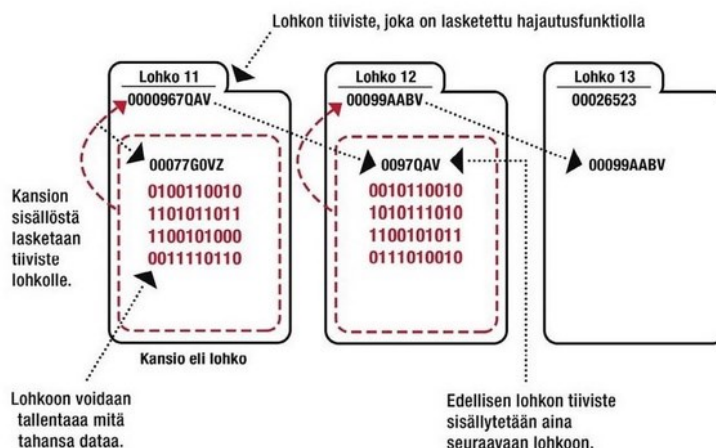 Lohkon tiiviste, joka on lasketettu hajautusfunktiolla
Lohko 11
0000967QAV
00077G0VZ
0100110010
1101011011
1100101000
0011110110
Kansion
sisällöstä
lasketaan
tiiviste
lohkolle.
Kansio eli lohko
Lohkoon voidaan
tallentaaa mitä
tahansa dataa.
Lohko 12
00099AABV
0097QAV
0010110010
1010111010
1100101011
0111010010
Edellisen lohkon tiiviste
sisällytetään aina
seuraavaan lohkoon.
Lohko 13
00026523
00099AABV